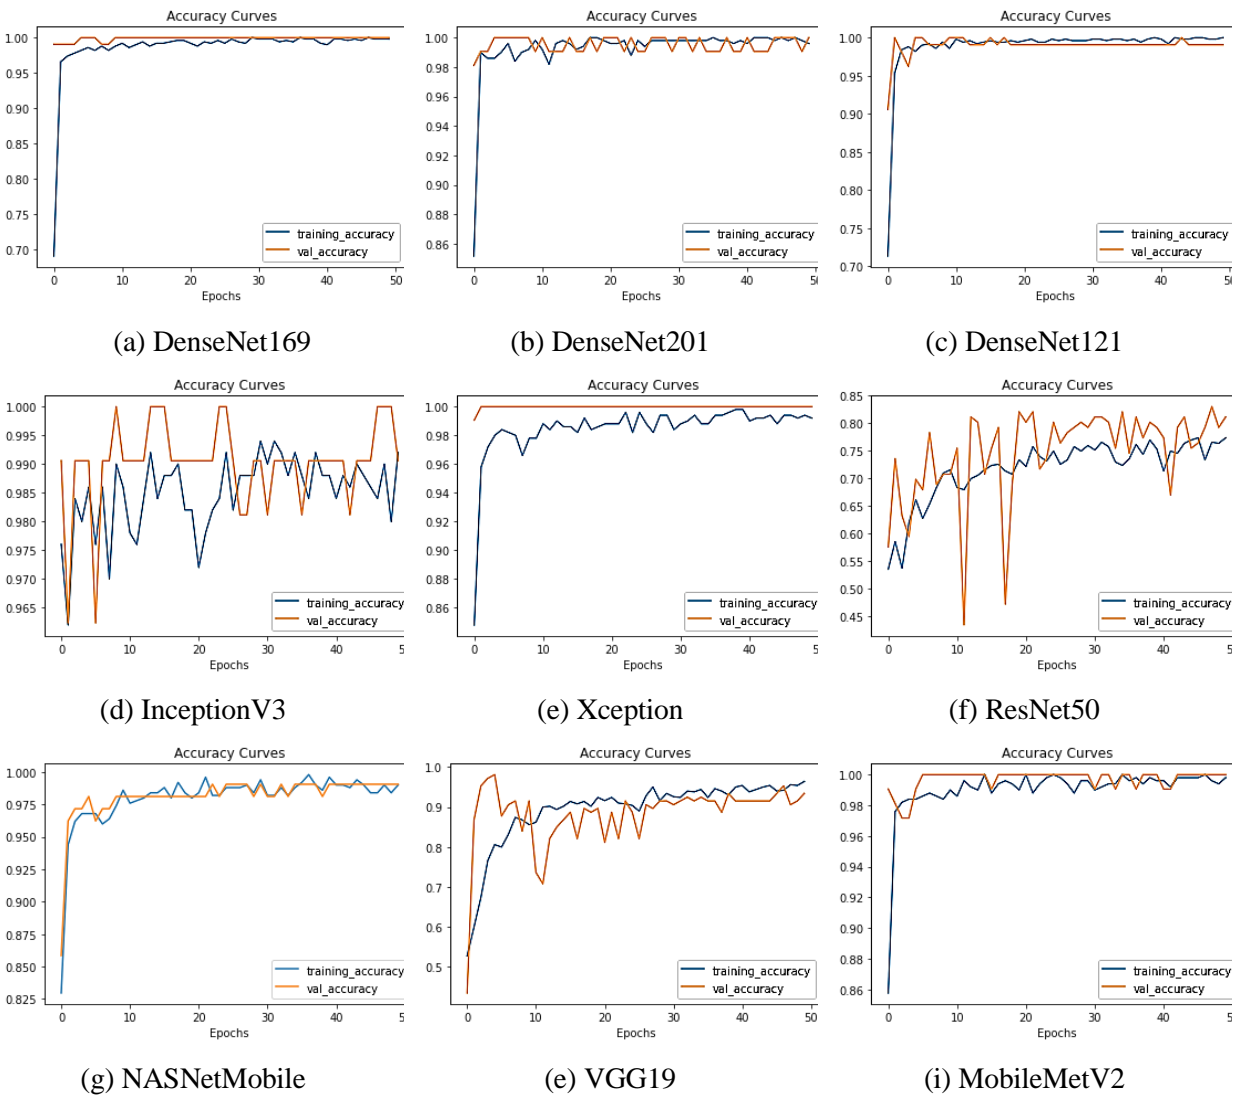 Accuracy Curves
1.00
0.95
0.90
0.85
0.80
0.75
0.70
training_accuracy
val_accuracy
0 10 20 30 40 50
Epochs
(a) DenseNet169
Accuracy Curves
1.00
0.98
0.96
0.94
0.92
0.90
0.88
0.86
training_accuracy
val_accuracy
0 10 20 30 40 50
Epochs
(b) DenseNet201
Accuracy Curves
1.00
0.95
0.90
0.85
0.80
0.75
0.70
training_accuracy
val_accuracy
0 10 20 30 40 50
Epochs
(c) DenseNet121
Accuracy Curves
1.000
0.995
0.990
0.985
0.980
0.975
0.970
0.965
training_accuracy
val_accuracy
0 10 20 30 40 5
Epochs
(d) InceptionV3
Accuracy Curves
1.00
0.98
0.96
0.94
0.92
0.90
0.88
0.86
training_accuracy
val_accuracy
0 10 20 30 40 50
Epochs
(e) Xception
Accuracy Curves
0.85
0.80
0.75
0.70
0.65
0.60
0.55
0.50
0.45
training_accuracy
val_accuracy
0 10 20 30 40 50
Epochs
(f) ResNet50
Accuracy Curves
1.000
0.975
0.950
0.925
0.900
0.875
0.850
0.825
training_accuracy
val_accuracy
0 10 20 30 40 5
Epochs
(g) NASNetMobile
Accuracy Curves
1.0
0.9
0.8
0.7
0.6
0.5
training_accuracy
val_accuracy
0 10 20 30 40 50
Epochs
(e) VGG19
Accuracy Curves
1.00
0.98
0.96
0.94
0.92
0.90
0.88
0.86
training_accuracy
val_accuracy
0 10 20 30 40 50
Epochs
(i) MobileMetV2